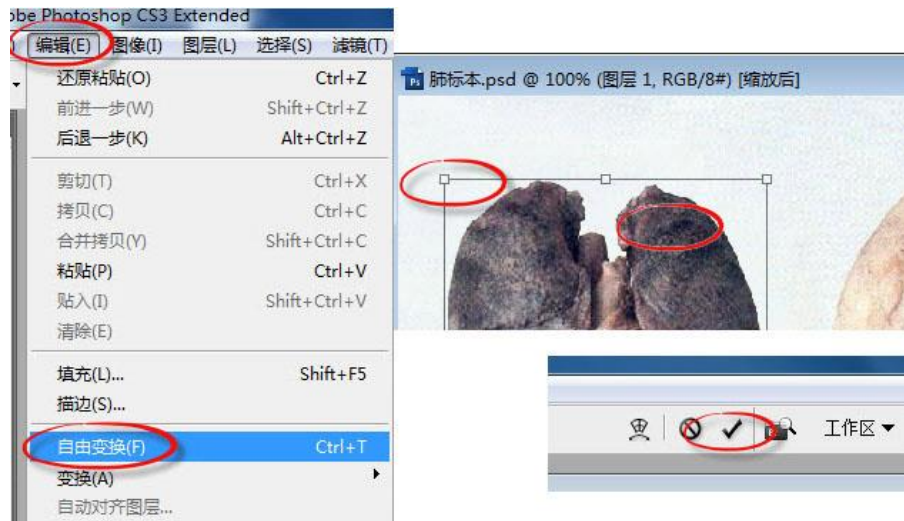 obe Photoshop CS3 Extended
编辑(E) 图像(I) 图层(L) 选择(S) 滤镜(T)
还原粘贴(O) Ctrl+Z
前进一步(W) Shift+Ctrl+Z
后退一步(K) Alt+Ctrl+Z
剪切(T) Ctrl+X
拷贝(C) Ctrl+C
合并拷贝(Y) Shift+Ctrl+C
粘贴(P) Ctrl+V
贴入(I) Shift+Ctrl+V
清除(E)
填充(L)... Shift+F5
描边(S)...
自由变换(F) Ctrl+T
变换(A)
自动对齐图层...
Ps 肺标本.psd @ 100% (图层 1, RGB/8#) [缩放后]
工作区